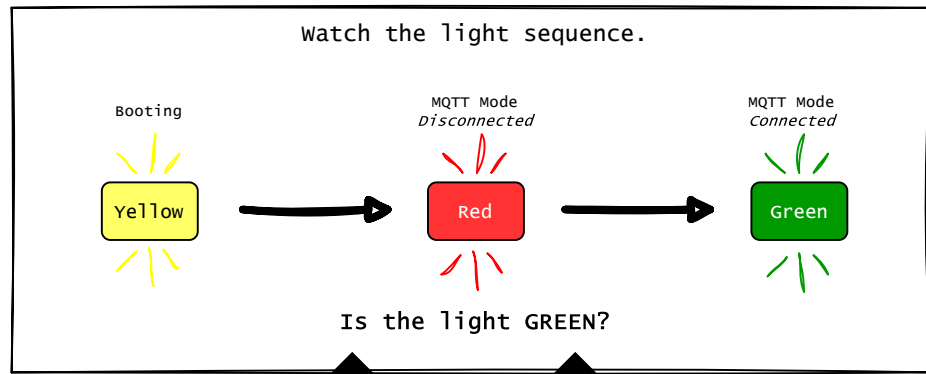 Watch the light sequence.
Booting
MQTT Mode
Disconnected
MQTT Mode
Connected
Yellow
Red
Green
Is the light GREEN?